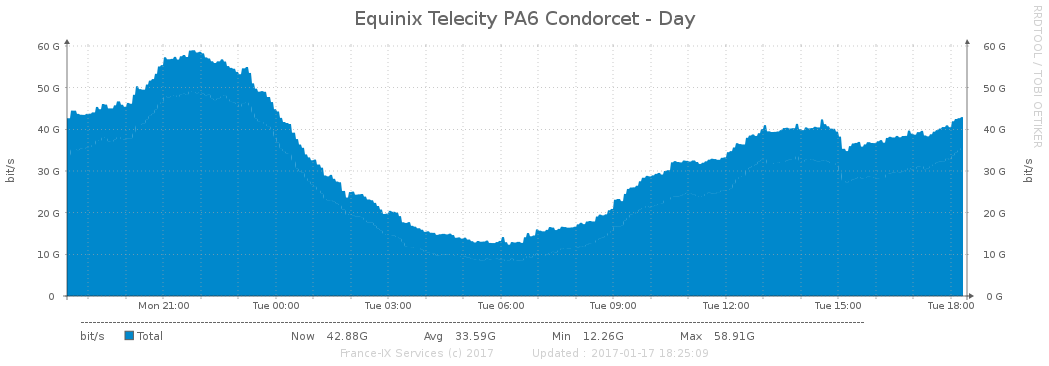 Equinix Telecity PA6 Condorcet - Day
RRDTOOL / TOBI OETIKER
60 G 60 G
50 G 50 G
40 G 40 G
30 G 30 G
20 G 20 G
10 G 10 G
0 0 G
bit/s
bit/s
Mon 21:00 Tue 00:00 Tue 03:00 Tue 06:00 Tue 09:00 Tue 12:00 Tue 15:00 Tue 18:00
bit/s Total Now 42.88G Avg 33.59G Min 12.26G Max 58.91G
France-IX Services (c) 2017 Updated : 2017-01-17 18:25:09